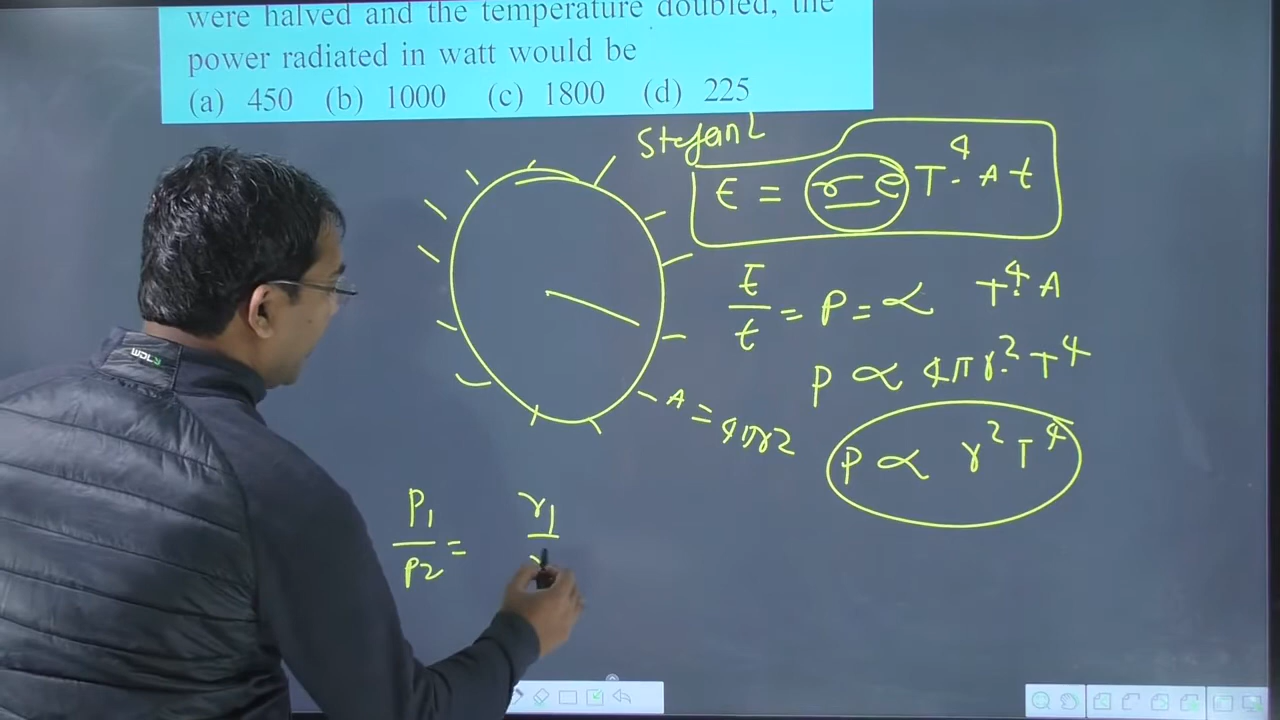 were halved and the temperature doubled, the
power radiated in watt would be
(a) 450 (b) 1000 (c) 1800 (d) 225
Stefan
E = σe T⁴. A t
E/t = P = ∝ T⁴. A
P ∝ 4πr² T⁴
A = 4πr2
P ∝ r² T⁴
P1/P2 = r1
WDLY